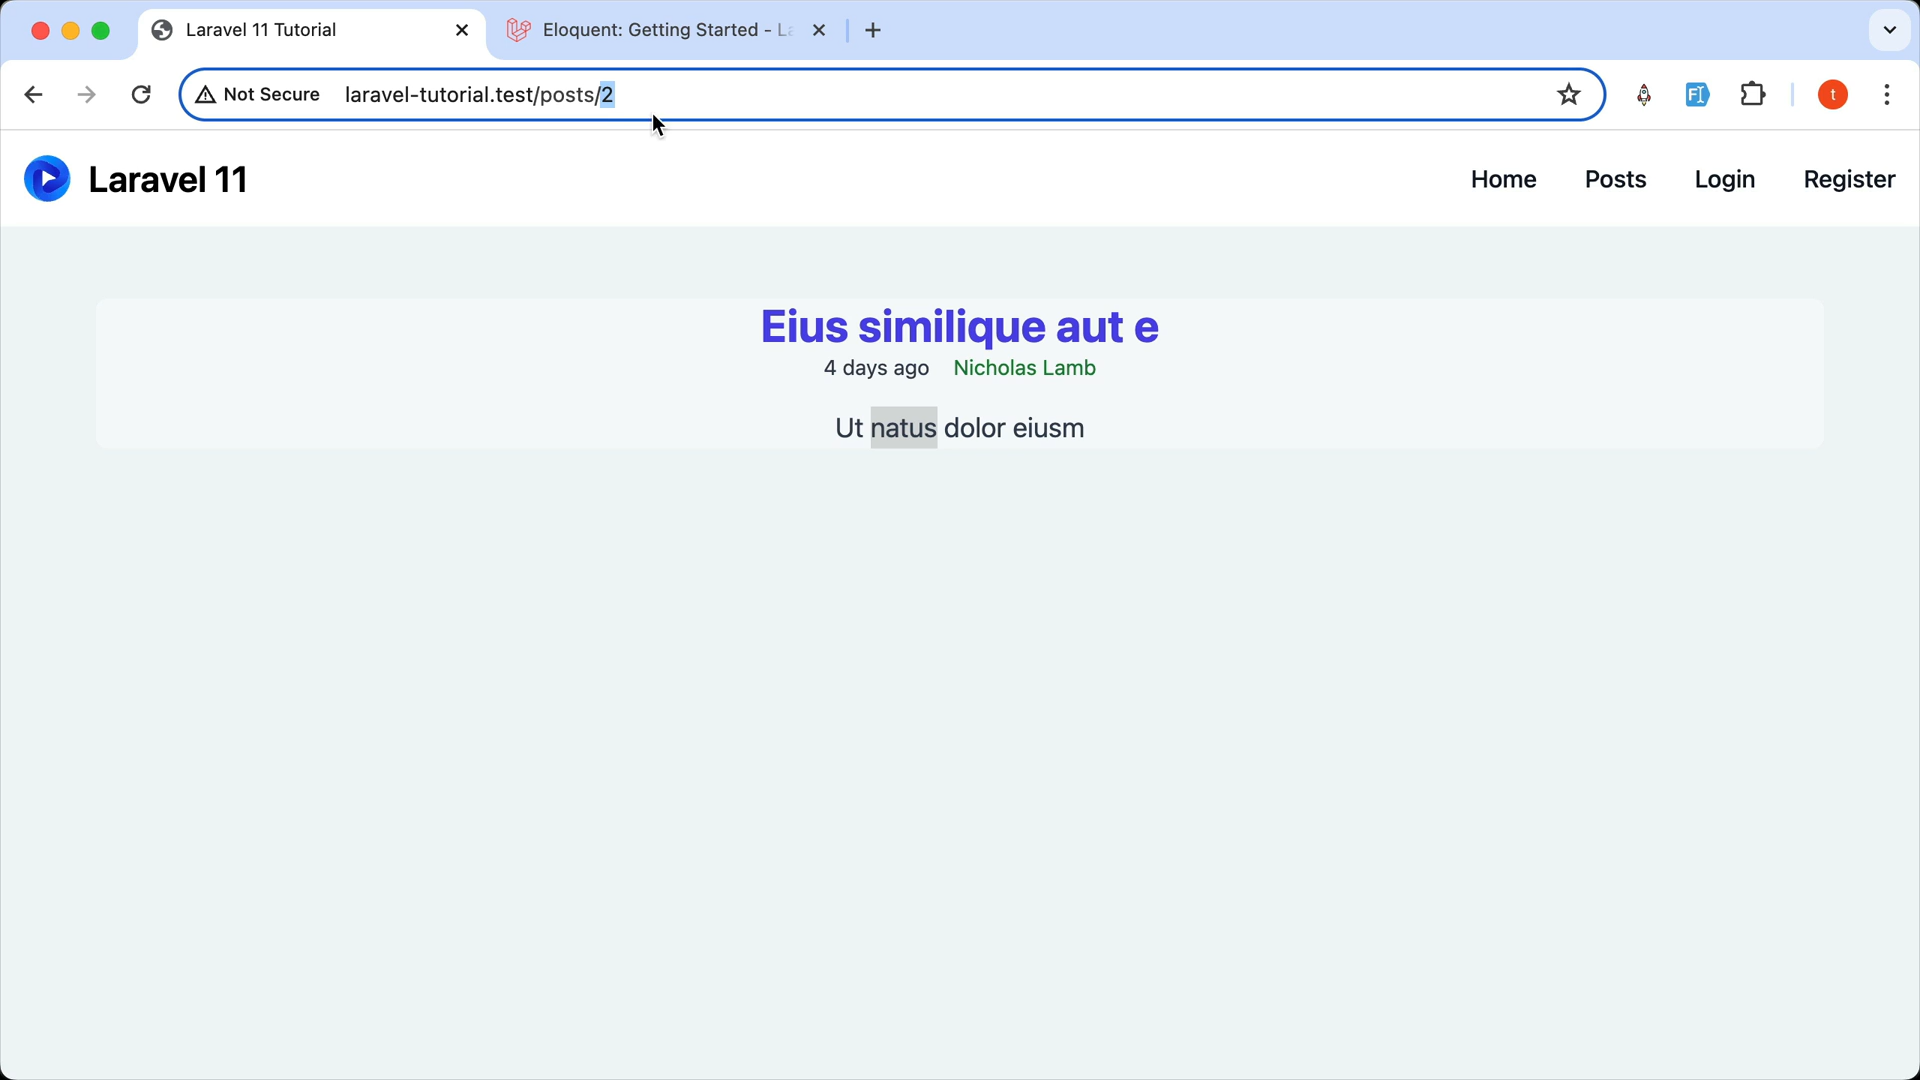 Laravel 11 Tutorial
Eloquent: Getting Started - La
Not Secure laravel-tutorial.test/posts/2
t
Laravel 11
Home Posts Login Register
Eius similique aut e
4 days ago Nicholas Lamb
Ut natus dolor eiusm